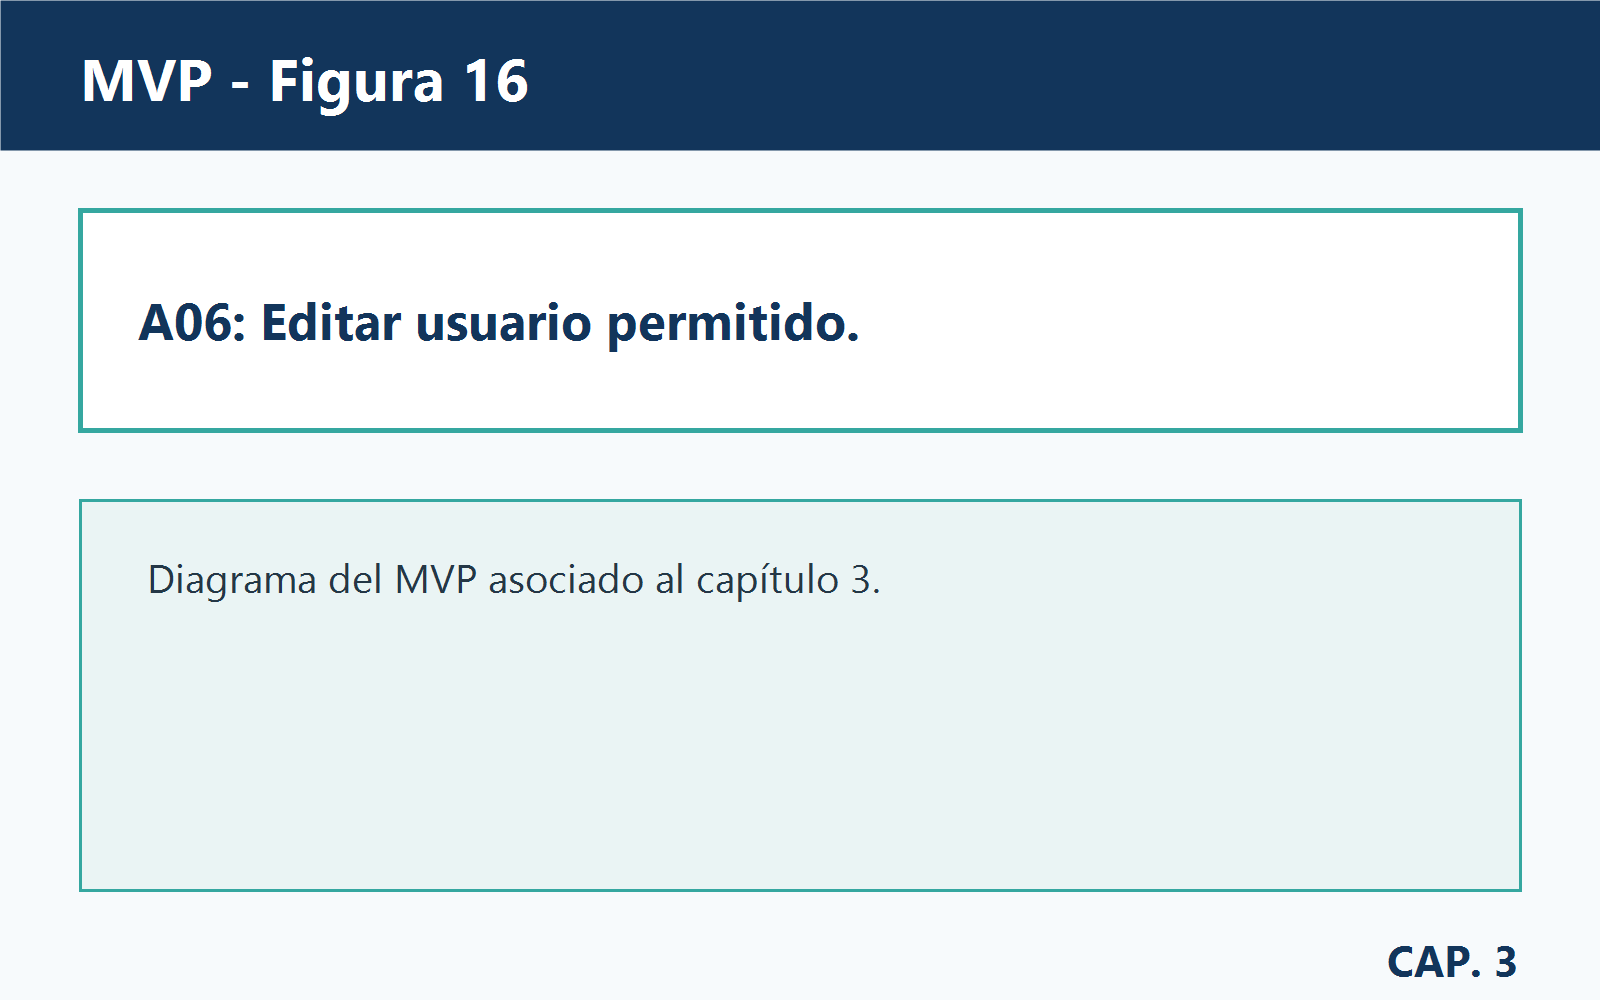 MVP - Figura 16
A06: Editar usuario permitido.
Diagrama del MVP asociado al capítulo 3.
CAP. 3